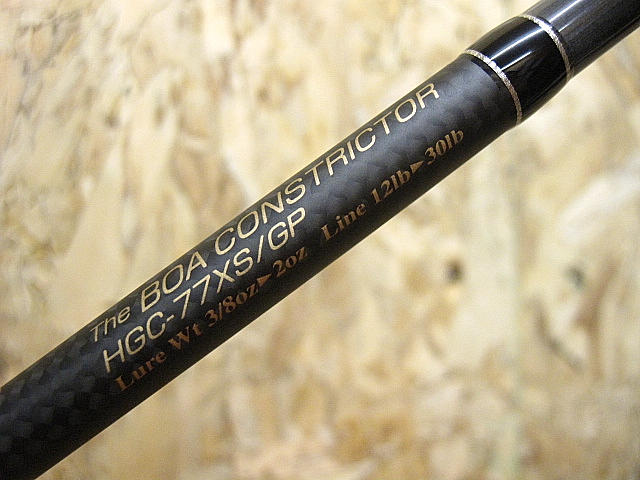 The BOA CONSTRICTOR
HGC-77XS/GP
Lure Wt 3/8oz▶2oz Line 12lb▶30lb